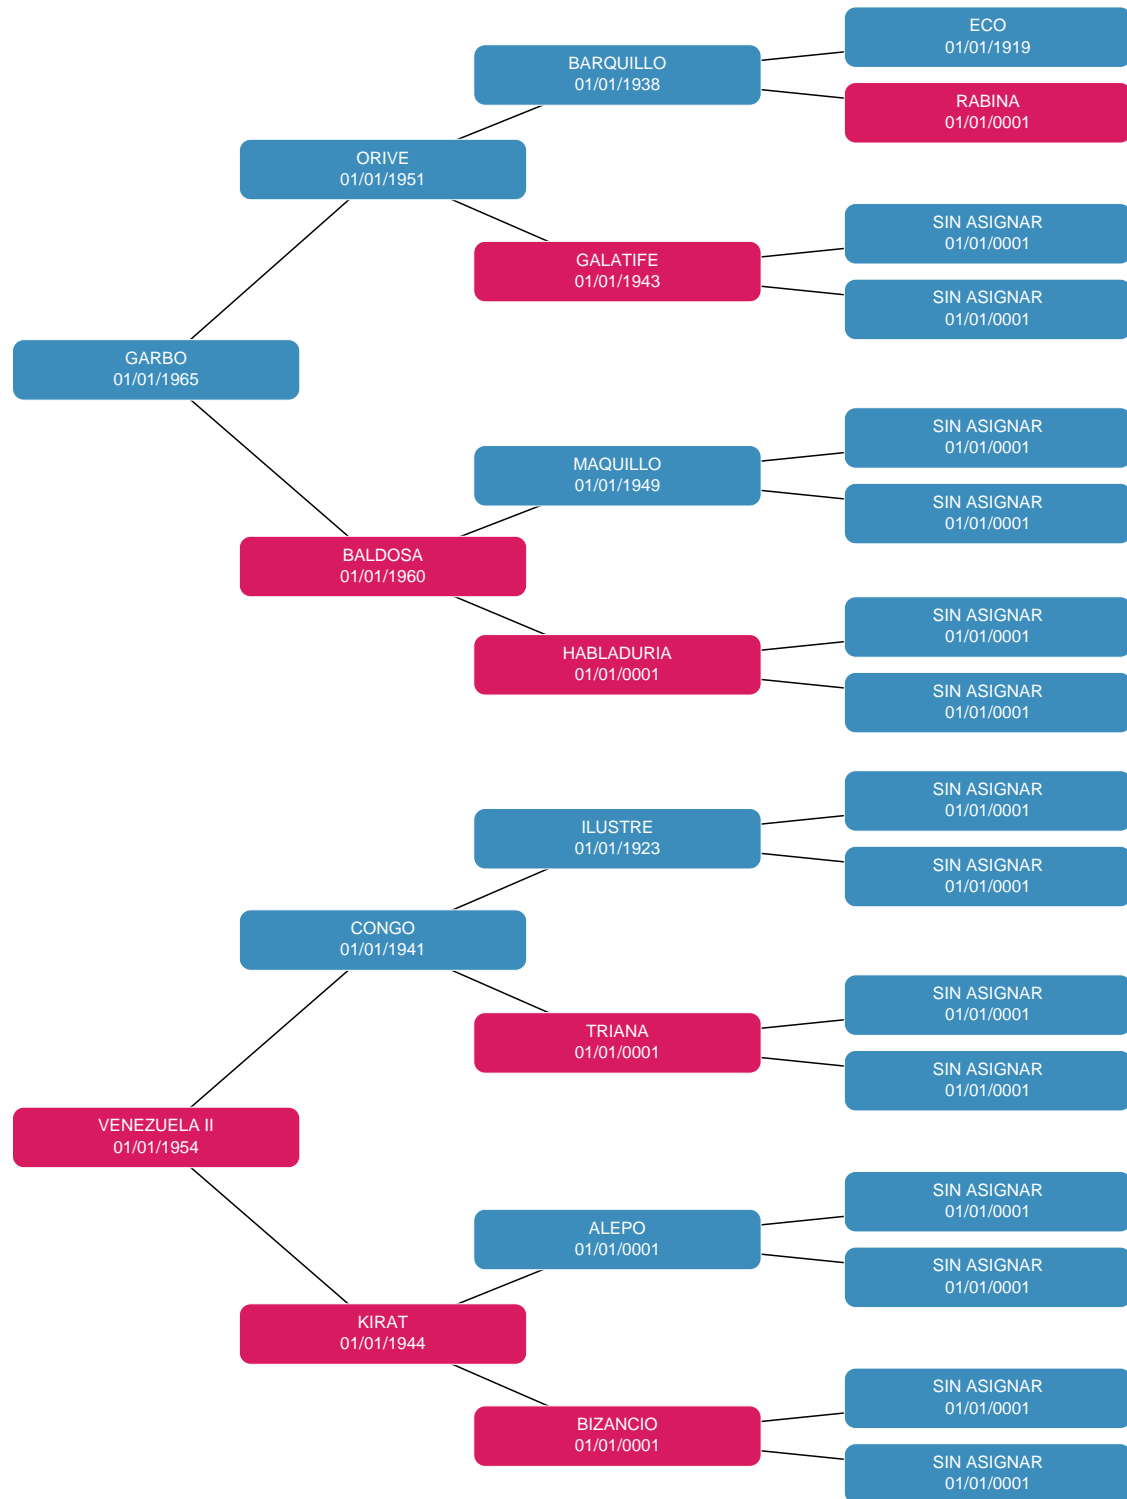 ECO
01/01/1919
BARQUILLO
01/01/1938
RABINA
01/01/0001
ORIVE
01/01/1951
SIN ASIGNAR
01/01/0001
GALATIFE
01/01/1943
SIN ASIGNAR
01/01/0001
GARBO
01/01/1965
SIN ASIGNAR
01/01/0001
MAQUILLO
01/01/1949
SIN ASIGNAR
01/01/0001
BALDOSA
01/01/1960
SIN ASIGNAR
01/01/0001
HABLADURIA
01/01/0001
SIN ASIGNAR
01/01/0001
SIN ASIGNAR
01/01/0001
ILUSTRE
01/01/1923
SIN ASIGNAR
01/01/0001
CONGO
01/01/1941
SIN ASIGNAR
01/01/0001
TRIANA
01/01/0001
SIN ASIGNAR
01/01/0001
VENEZUELA II
01/01/1954
SIN ASIGNAR
01/01/0001
ALEPO
01/01/0001
SIN ASIGNAR
01/01/0001
KIRAT
01/01/1944
SIN ASIGNAR
01/01/0001
BIZANCIO
01/01/0001
SIN ASIGNAR
01/01/0001